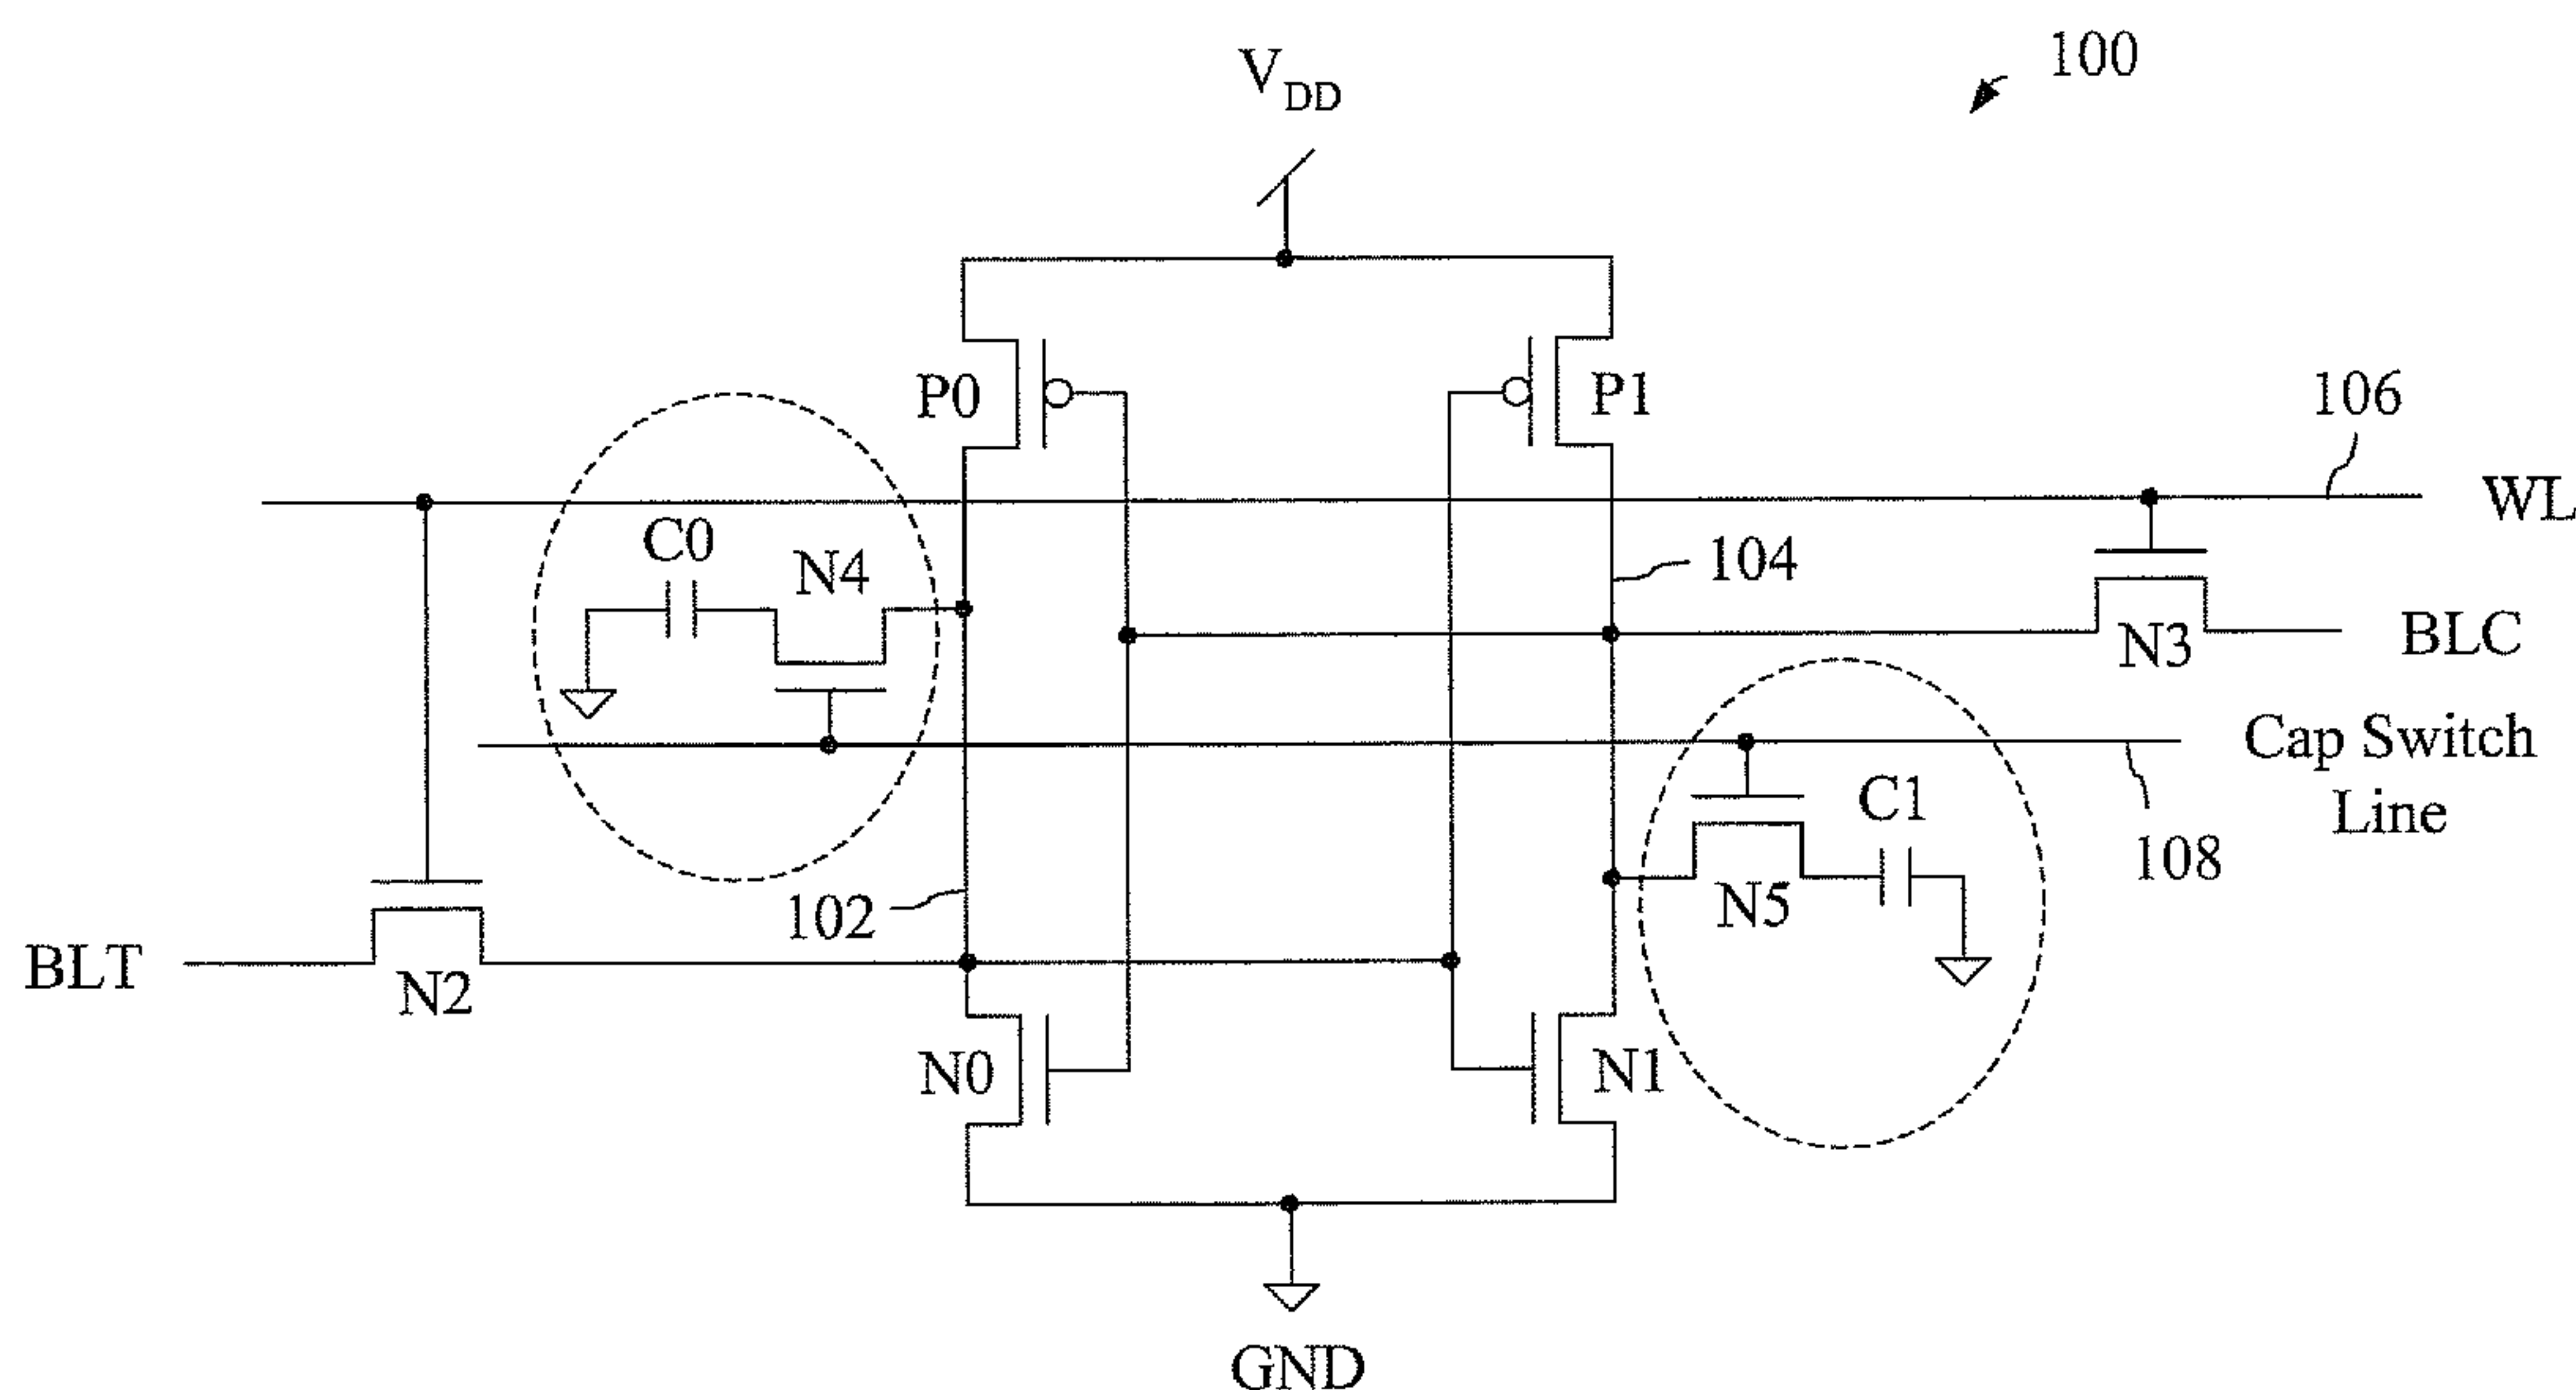 100
VDD
P0
P1
106
WL
C0
N4
104
N3
BLC
Cap Switch
Line
C1
108
N5
102
BLT
N2
N0
N1
GND